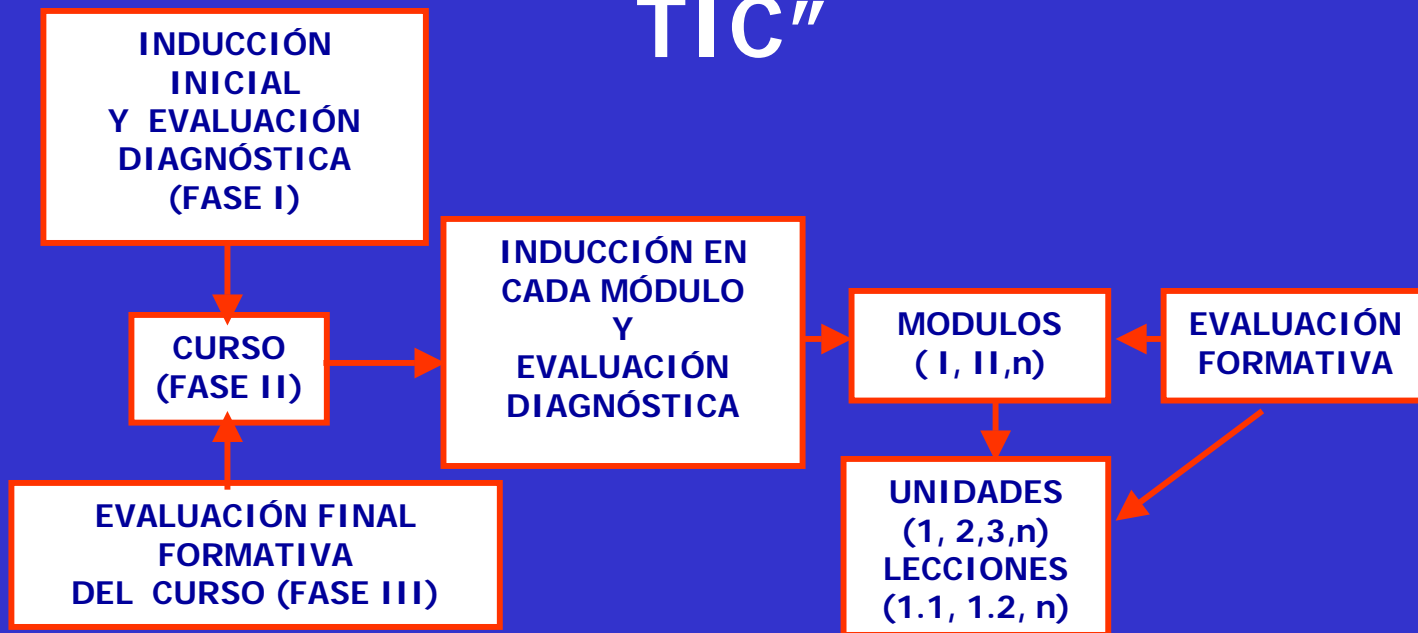 TIC”
INDUCCIÓN
INICIAL
Y EVALUACIÓN
DIAGNÓSTICA
(FASE I)
INDUCCIÓN EN
CADA MÓDULO
Y
EVALUACIÓN
DIAGNÓSTICA
CURSO
(FASE II)
MODULOS
( I, II,n)
EVALUACIÓN
FORMATIVA
EVALUACIÓN FINAL
FORMATIVA
DEL CURSO (FASE III)
UNIDADES
(1, 2,3,n)
LECCIONES
(1.1, 1.2, n)